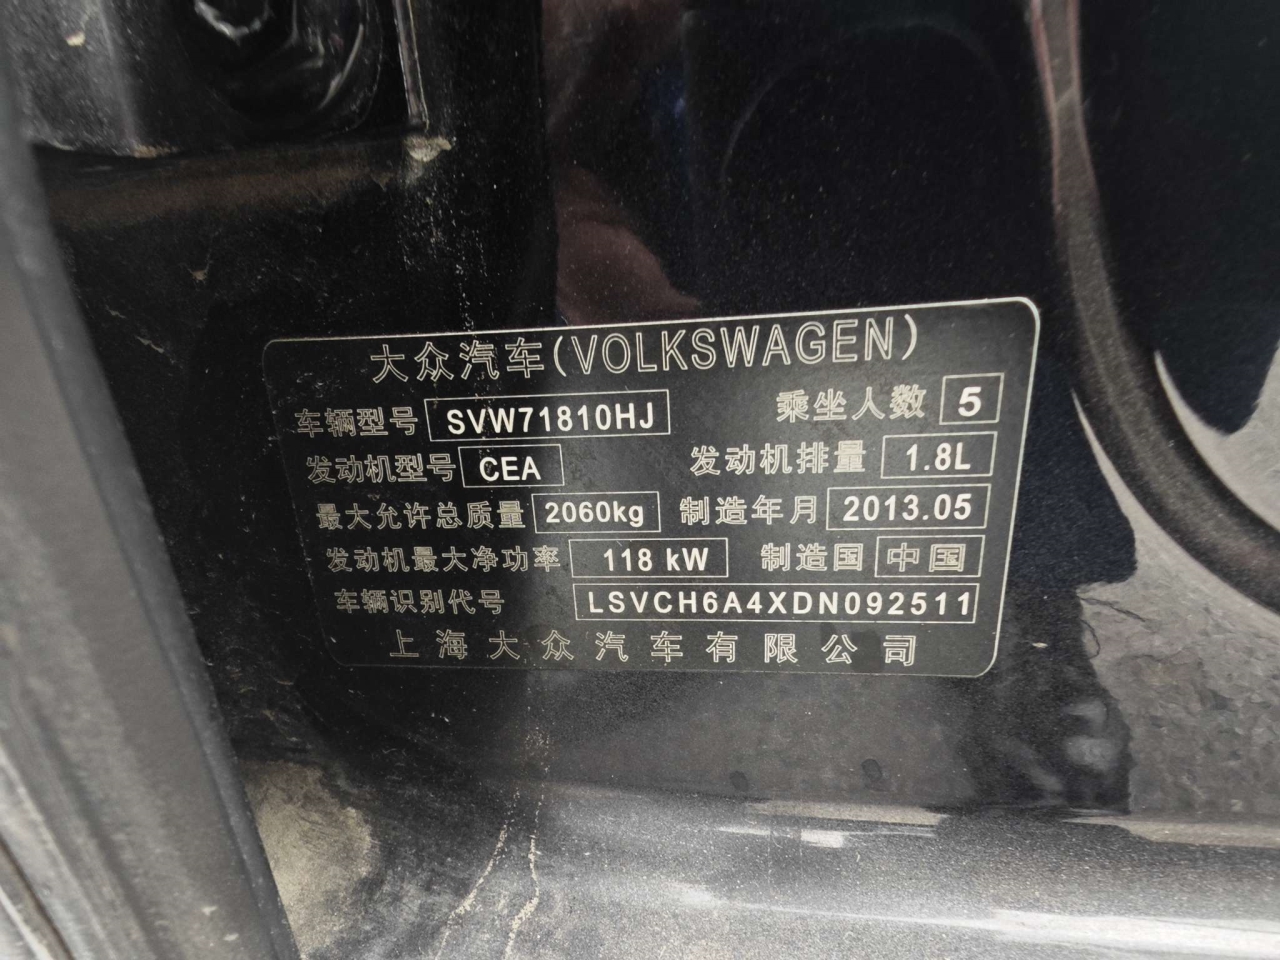 大众汽车(VOLKSWAGEN)
车辆型号 SVW71810HJ 乘坐人数 5
发动机型号 CEA 发动机排量 1.8L
最大允许总质量 2060kg 制造年月 2013.05
发动机最大净功率 118 kW 制造国 中国
车辆识别代号 LSVCH6A4XDN092511
上海大众汽车有限公司